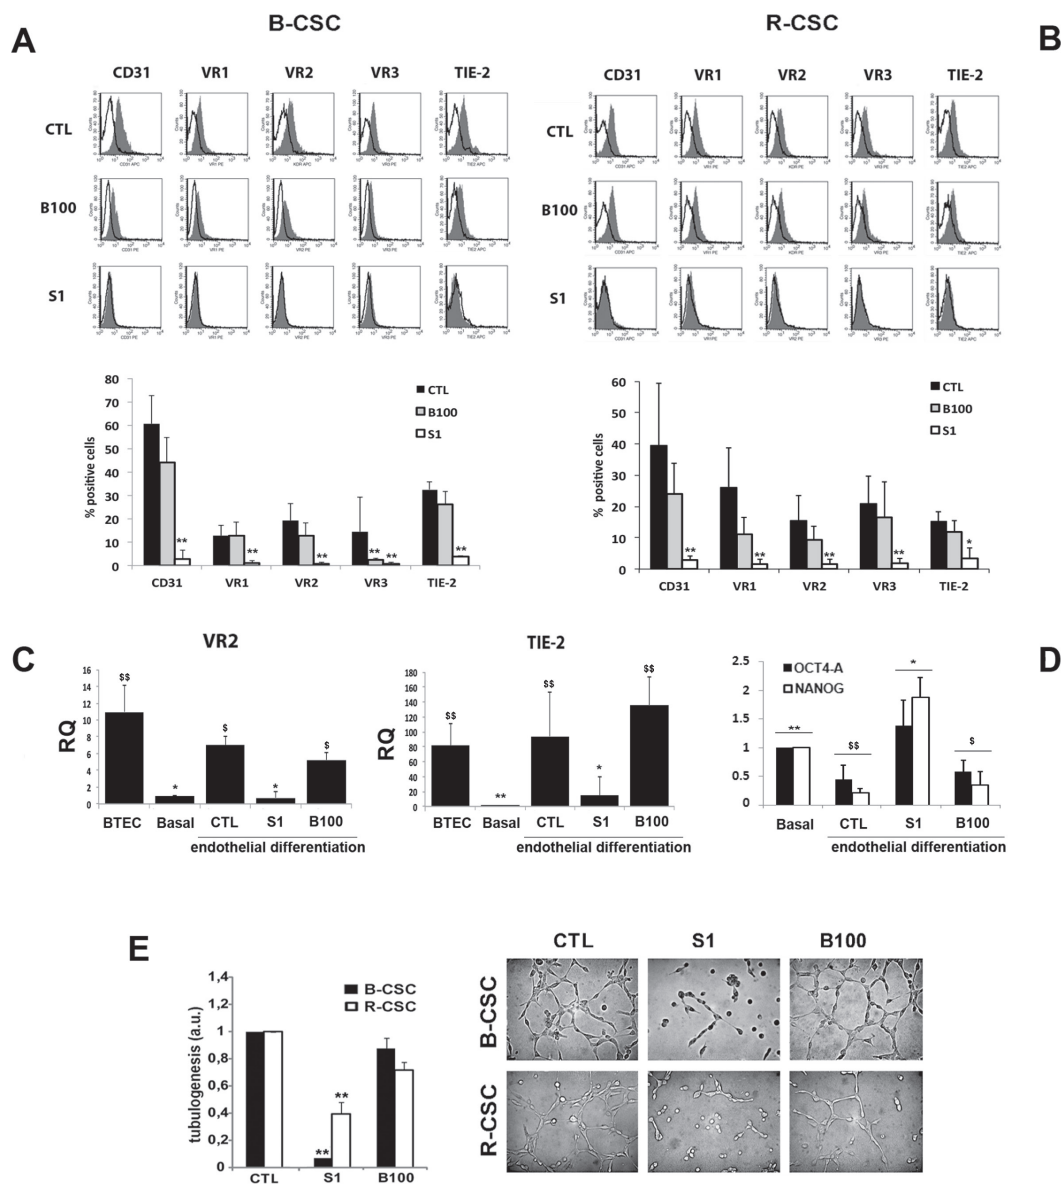 B-CSC
R-CSC
A
B
CD31 VR1 VR2 VR3 TIE-2
CD31 VR1 VR2 VR3 TIE-2
CTL
B100
S1
CTL
B100
S1
% positive cells
80
70
60
50
40
30
20
10
0
CTL
B100
S1
**
**
**
** **
**
CD31 VR1 VR2 VR3 TIE-2
% positive cells
60
50
40
30
20
10
0
CTL
B100
S1
**
**
**
**
*
CD31 VR1 VR2 VR3 TIE-2
C
VR2
RQ
16
14
12
10
8
6
4
2
0
$$
*
$
*
$
BTEC Basal CTL S1 B100
endothelial differentiation
TIE-2
RQ
180
160
140
120
100
80
60
40
20
0
$$
**
$$
*
$$
BTEC Basal CTL S1 B100
endothelial differentiation
D
2.5
2
1.5
1
0.5
0
OCT4-A
NANOG
**
$$
*
$
Basal CTL S1 B100
endothelial differentiation
E
tubulogenesis (a.u.)
1,4
1,2
1
0,8
0,6
0,4
0,2
0
B-CSC
R-CSC
**
**
CTL S1 B100
CTL S1 B100
B-CSC
R-CSC